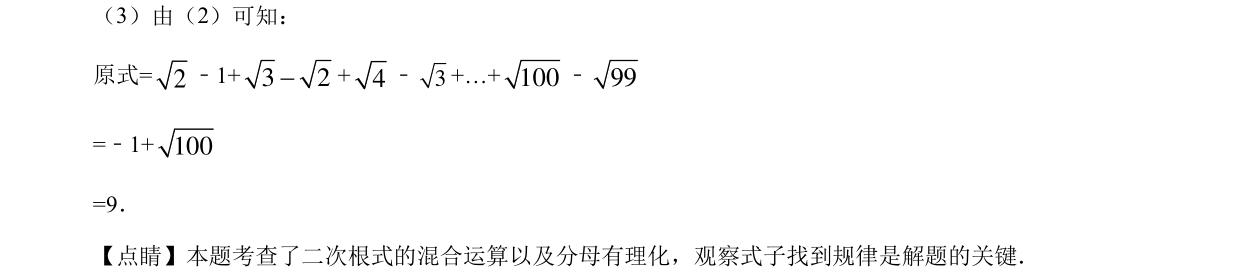 （3）由（2）可知：
原式=√2﹣1+√3−√2+√4﹣√3+…+√100﹣√99
=﹣1+√100
=9．
【点睛】本题考查了二次根式的混合运算以及分母有理化，观察式子找到规律是解题的关键．